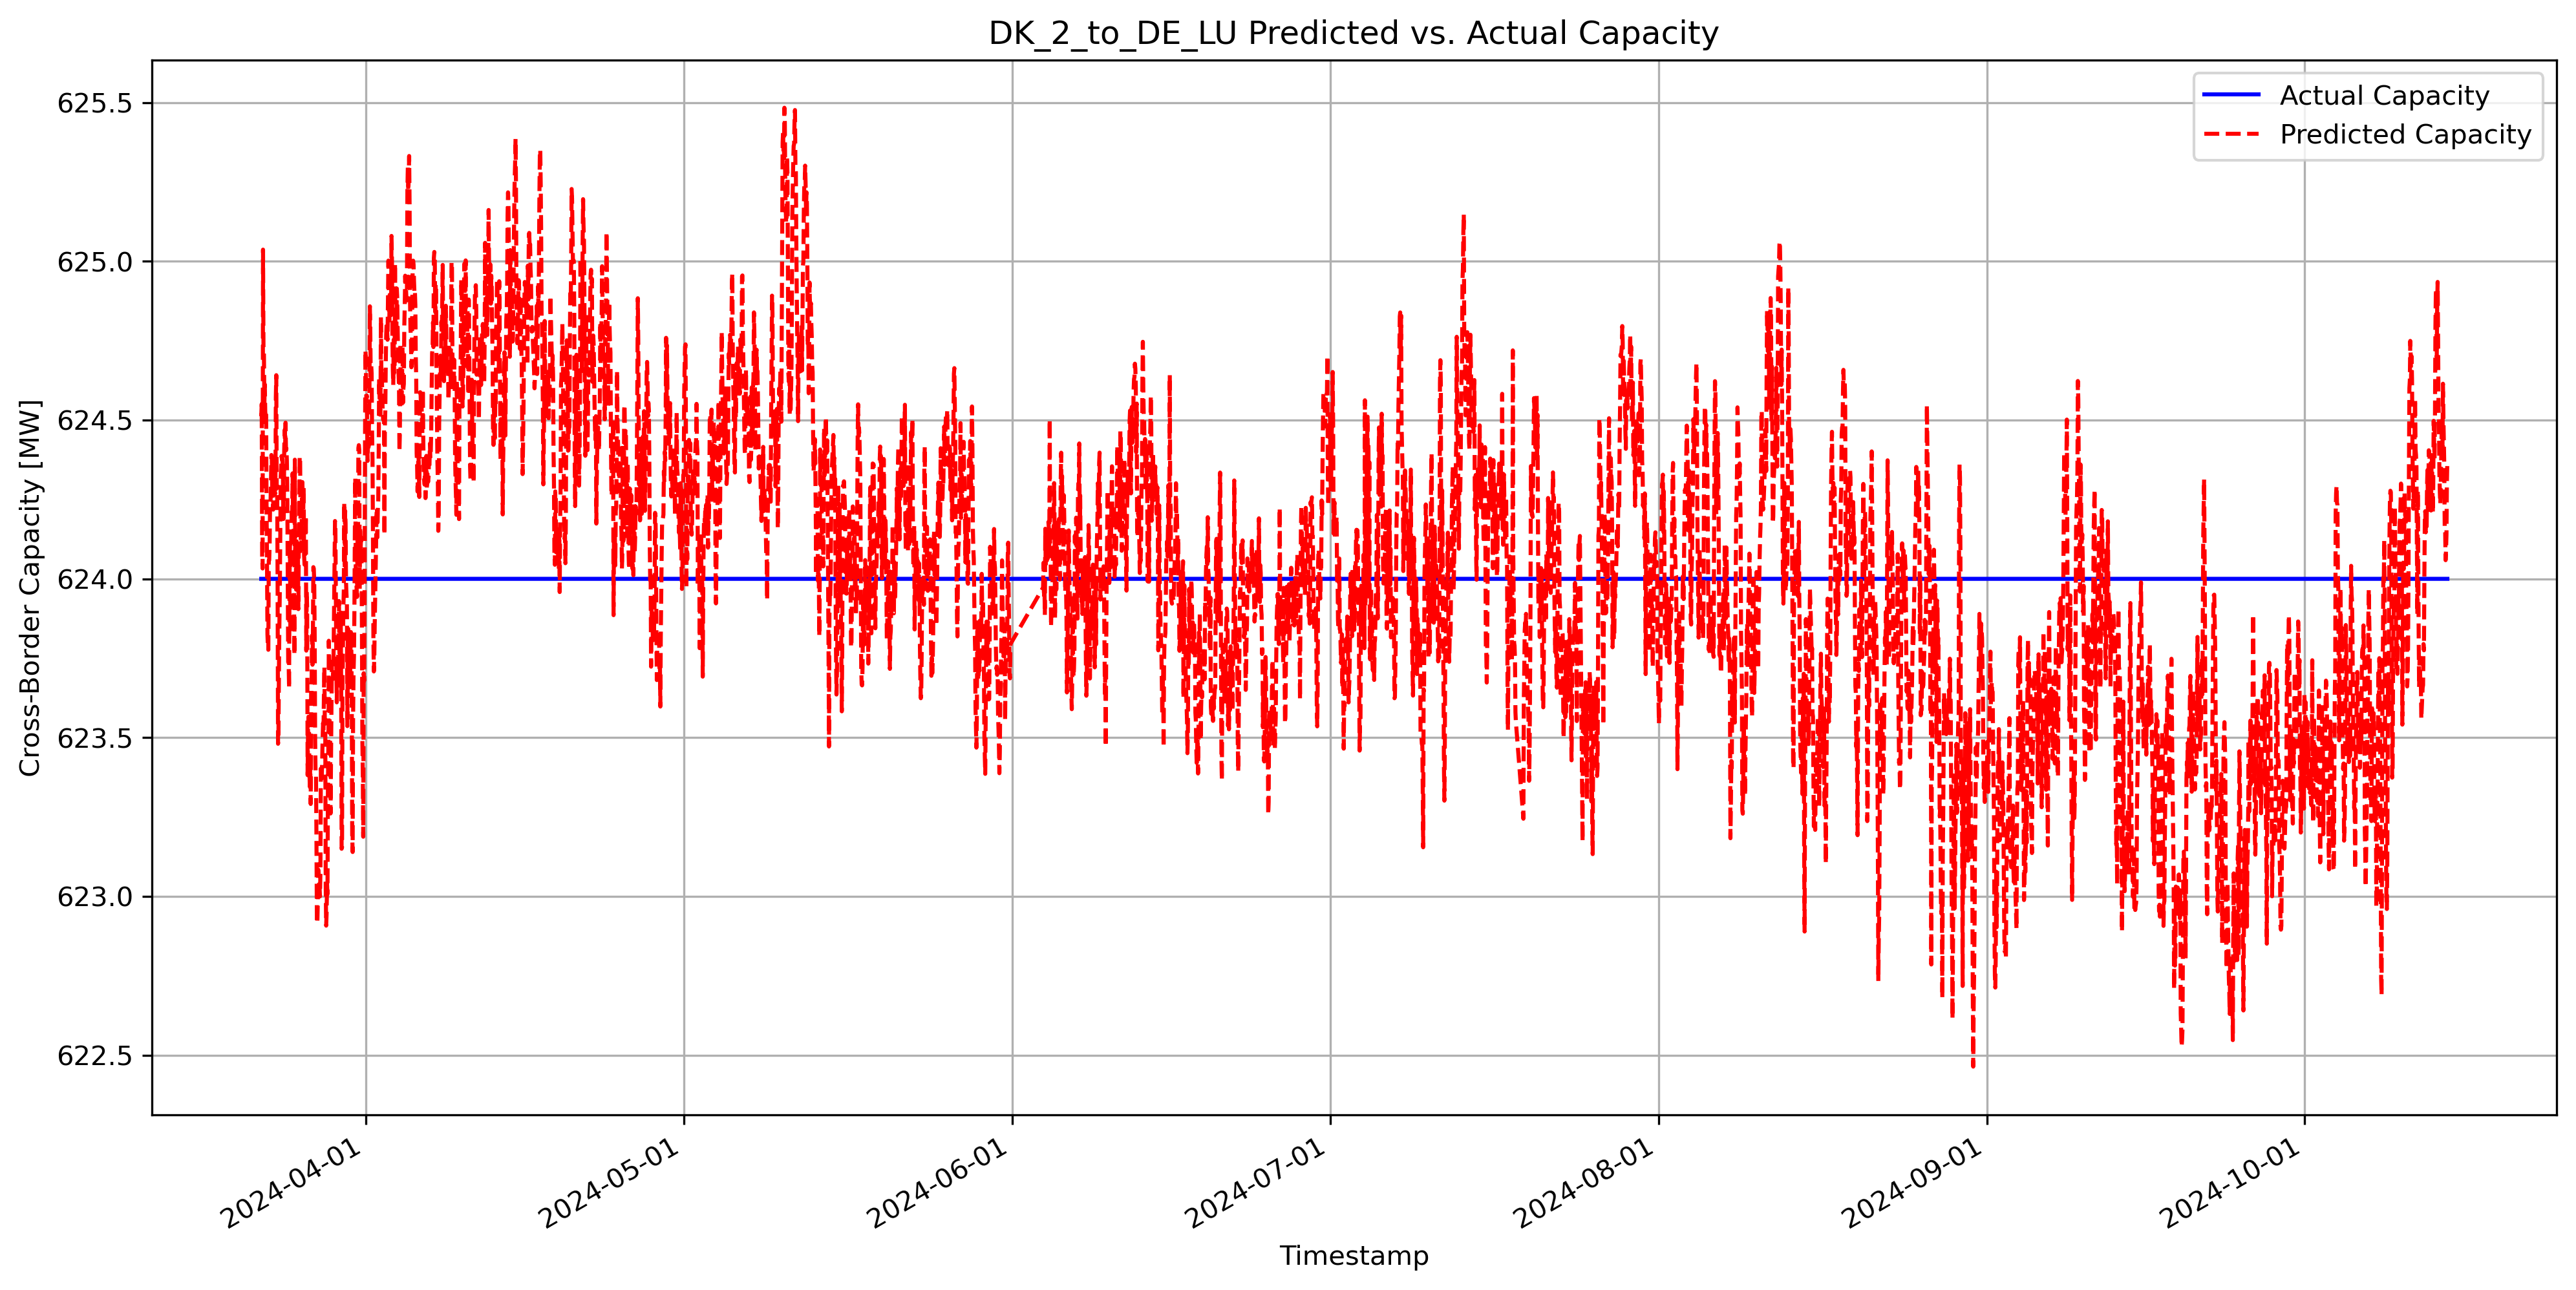 DK_2_to_DE_LU Predicted vs. Actual Capacity
Actual Capacity
Predicted Capacity
625.5
625.0
624.5
624.0
623.5
623.0
622.5
Cross-Border Capacity [MW]
2024-04-01
2024-05-01
2024-06-01
2024-07-01
2024-08-01
2024-09-01
2024-10-01
Timestamp